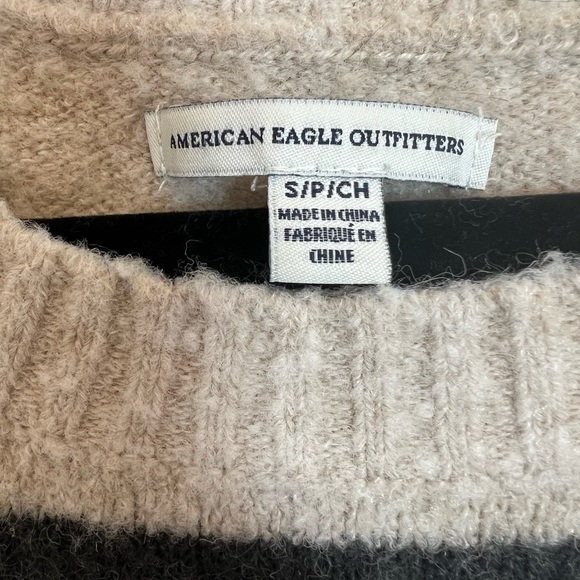 AMERICAN EAGLE OUTFITTERS
S/P/CH
MADE IN CHINA
FABRIQUÉ EN
CHINE